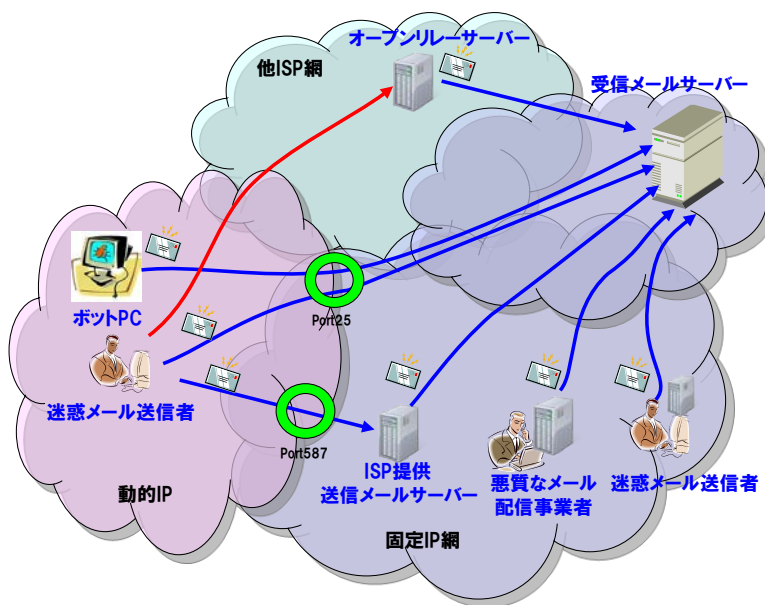 オープンリレーサーバー
他ISP網
受信メールサーバー
ボットPC
Port25
迷惑メール送信者
Port587
ISP提供
送信メールサーバー
悪質なメール
配信事業者
迷惑メール送信者
動的IP
固定IP網